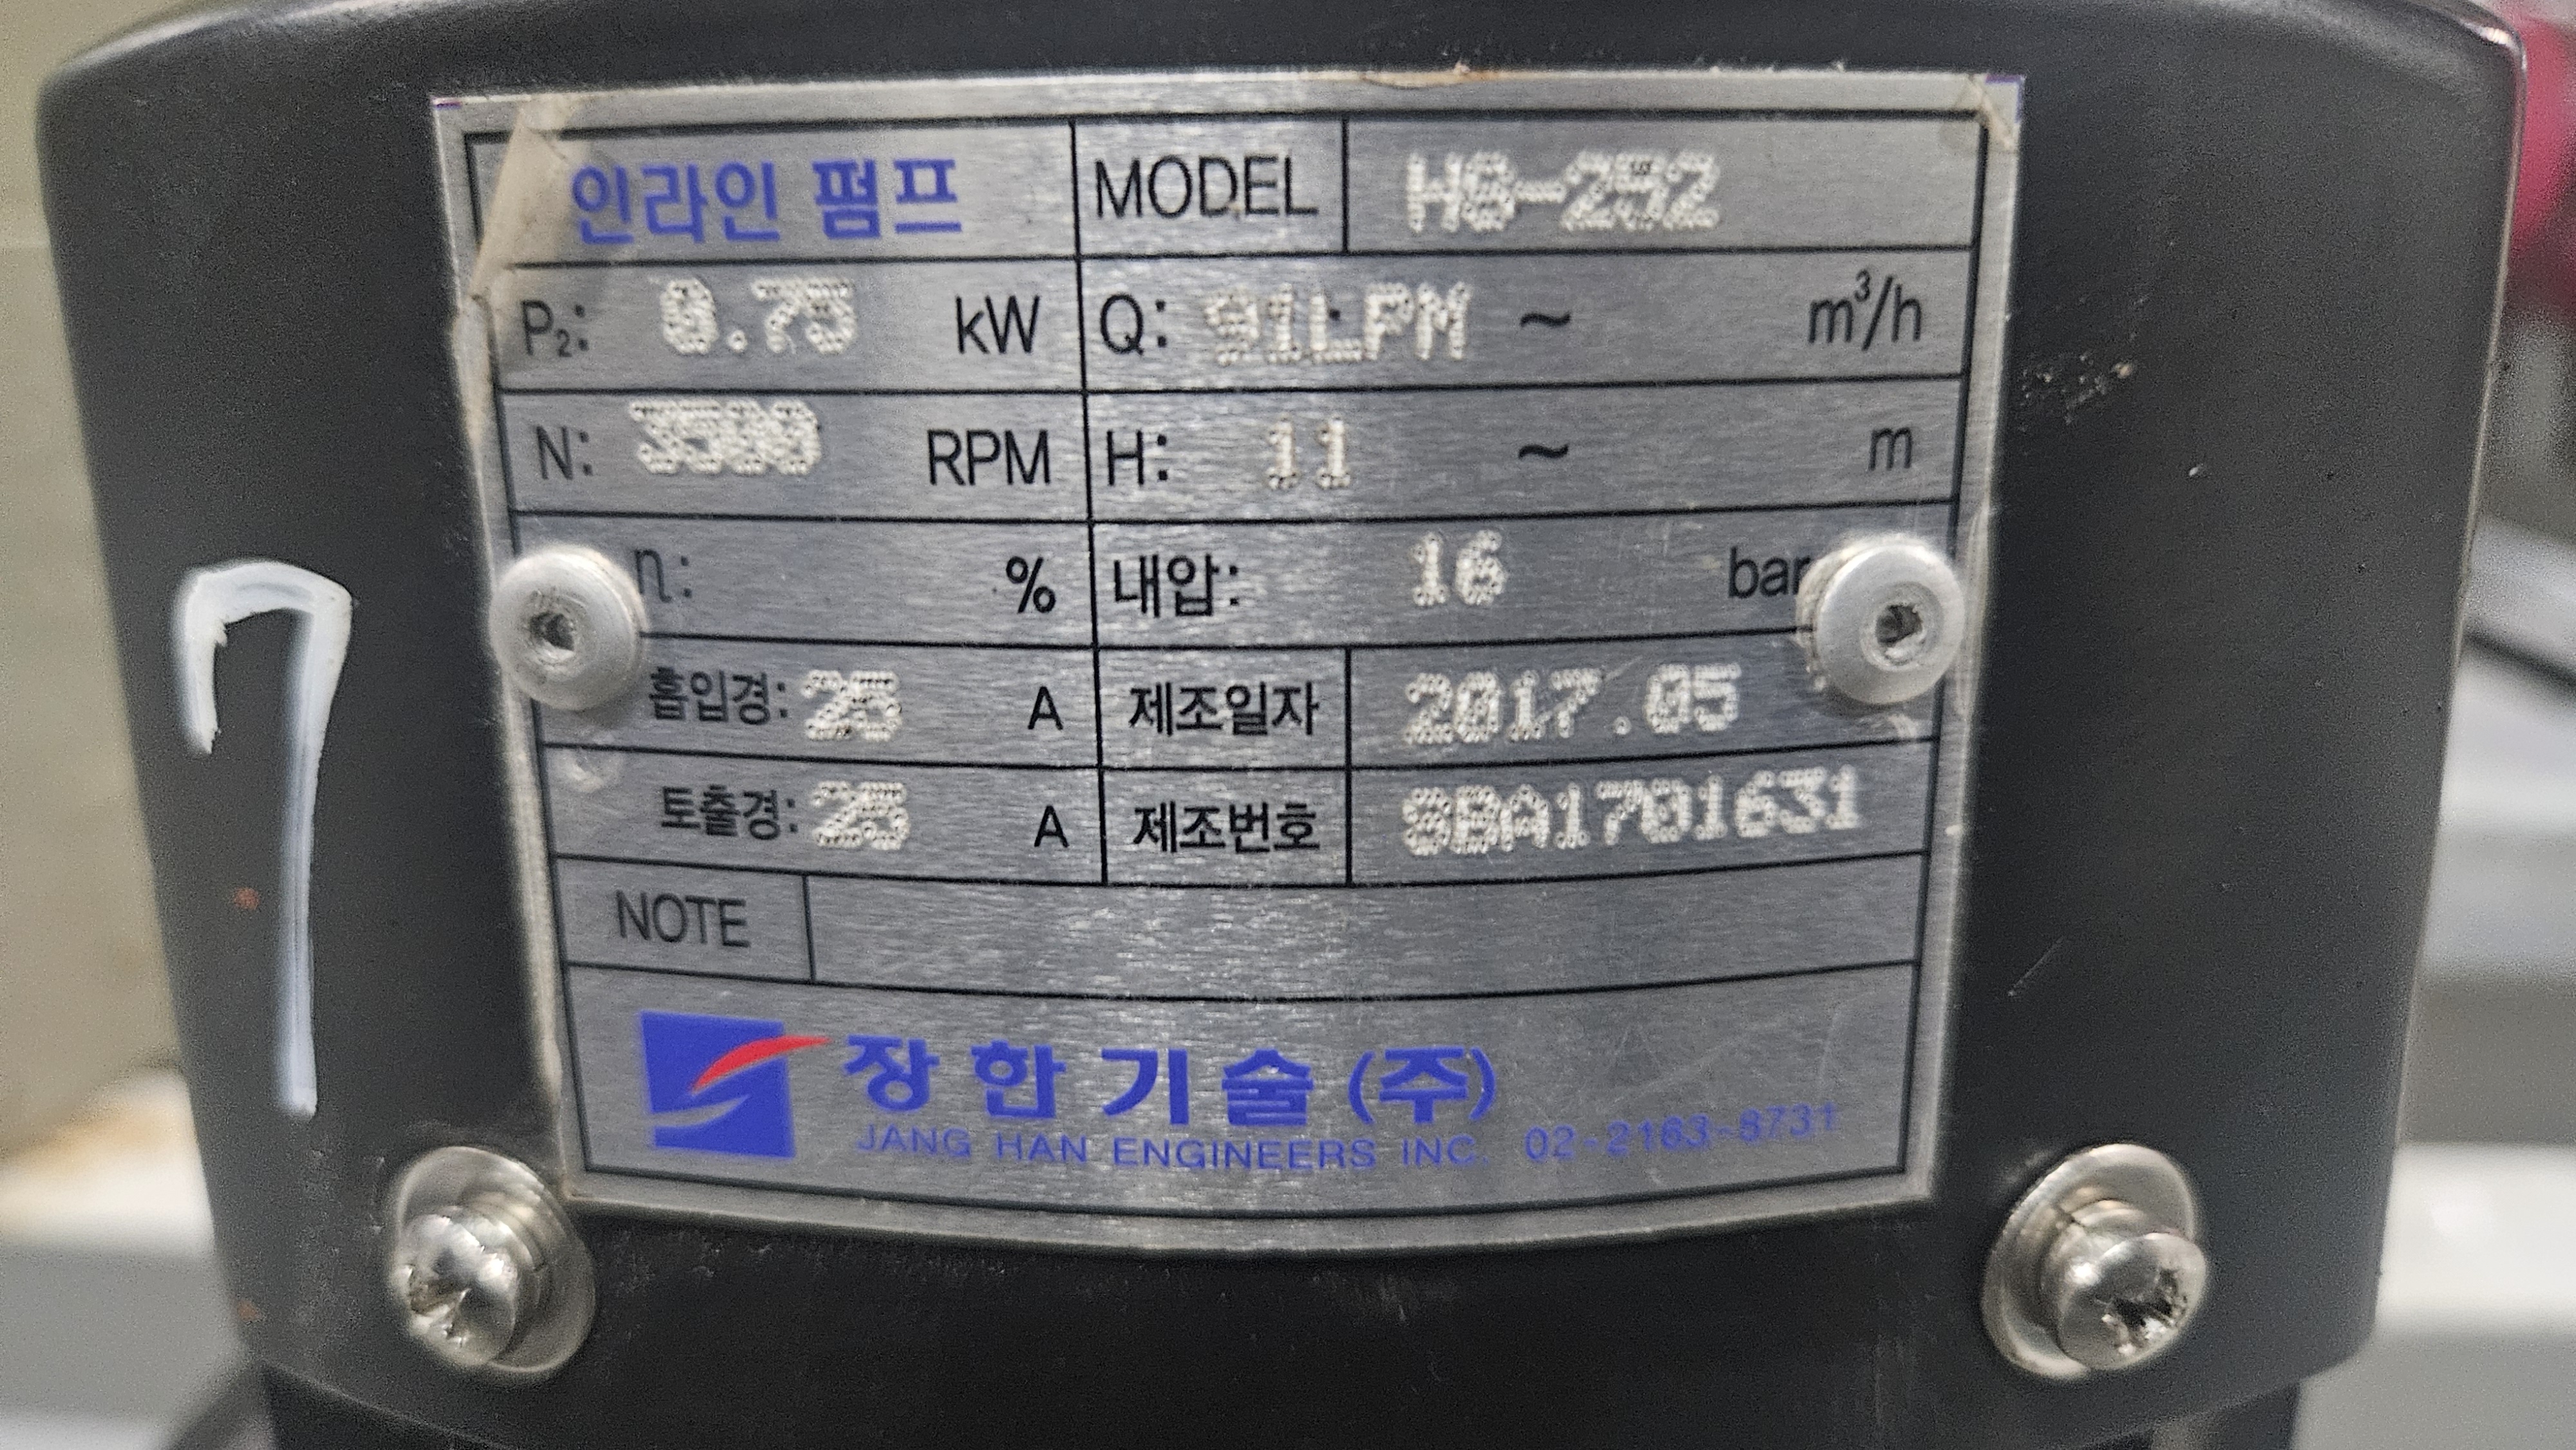 인라인 펌프 MODEL HG-252
P₂: 0.75 kW Q: 91LPM ~ m³/h
N: 3500 RPM H: 11 ~ m
η: % 내압: 16 bar
흡입경: 25 A 제조일자 2017.05
토출경: 25 A 제조번호 SBA1701631
NOTE
장한기술(주)
JANG HAN ENGINEERS INC. 02-2163-8731
7